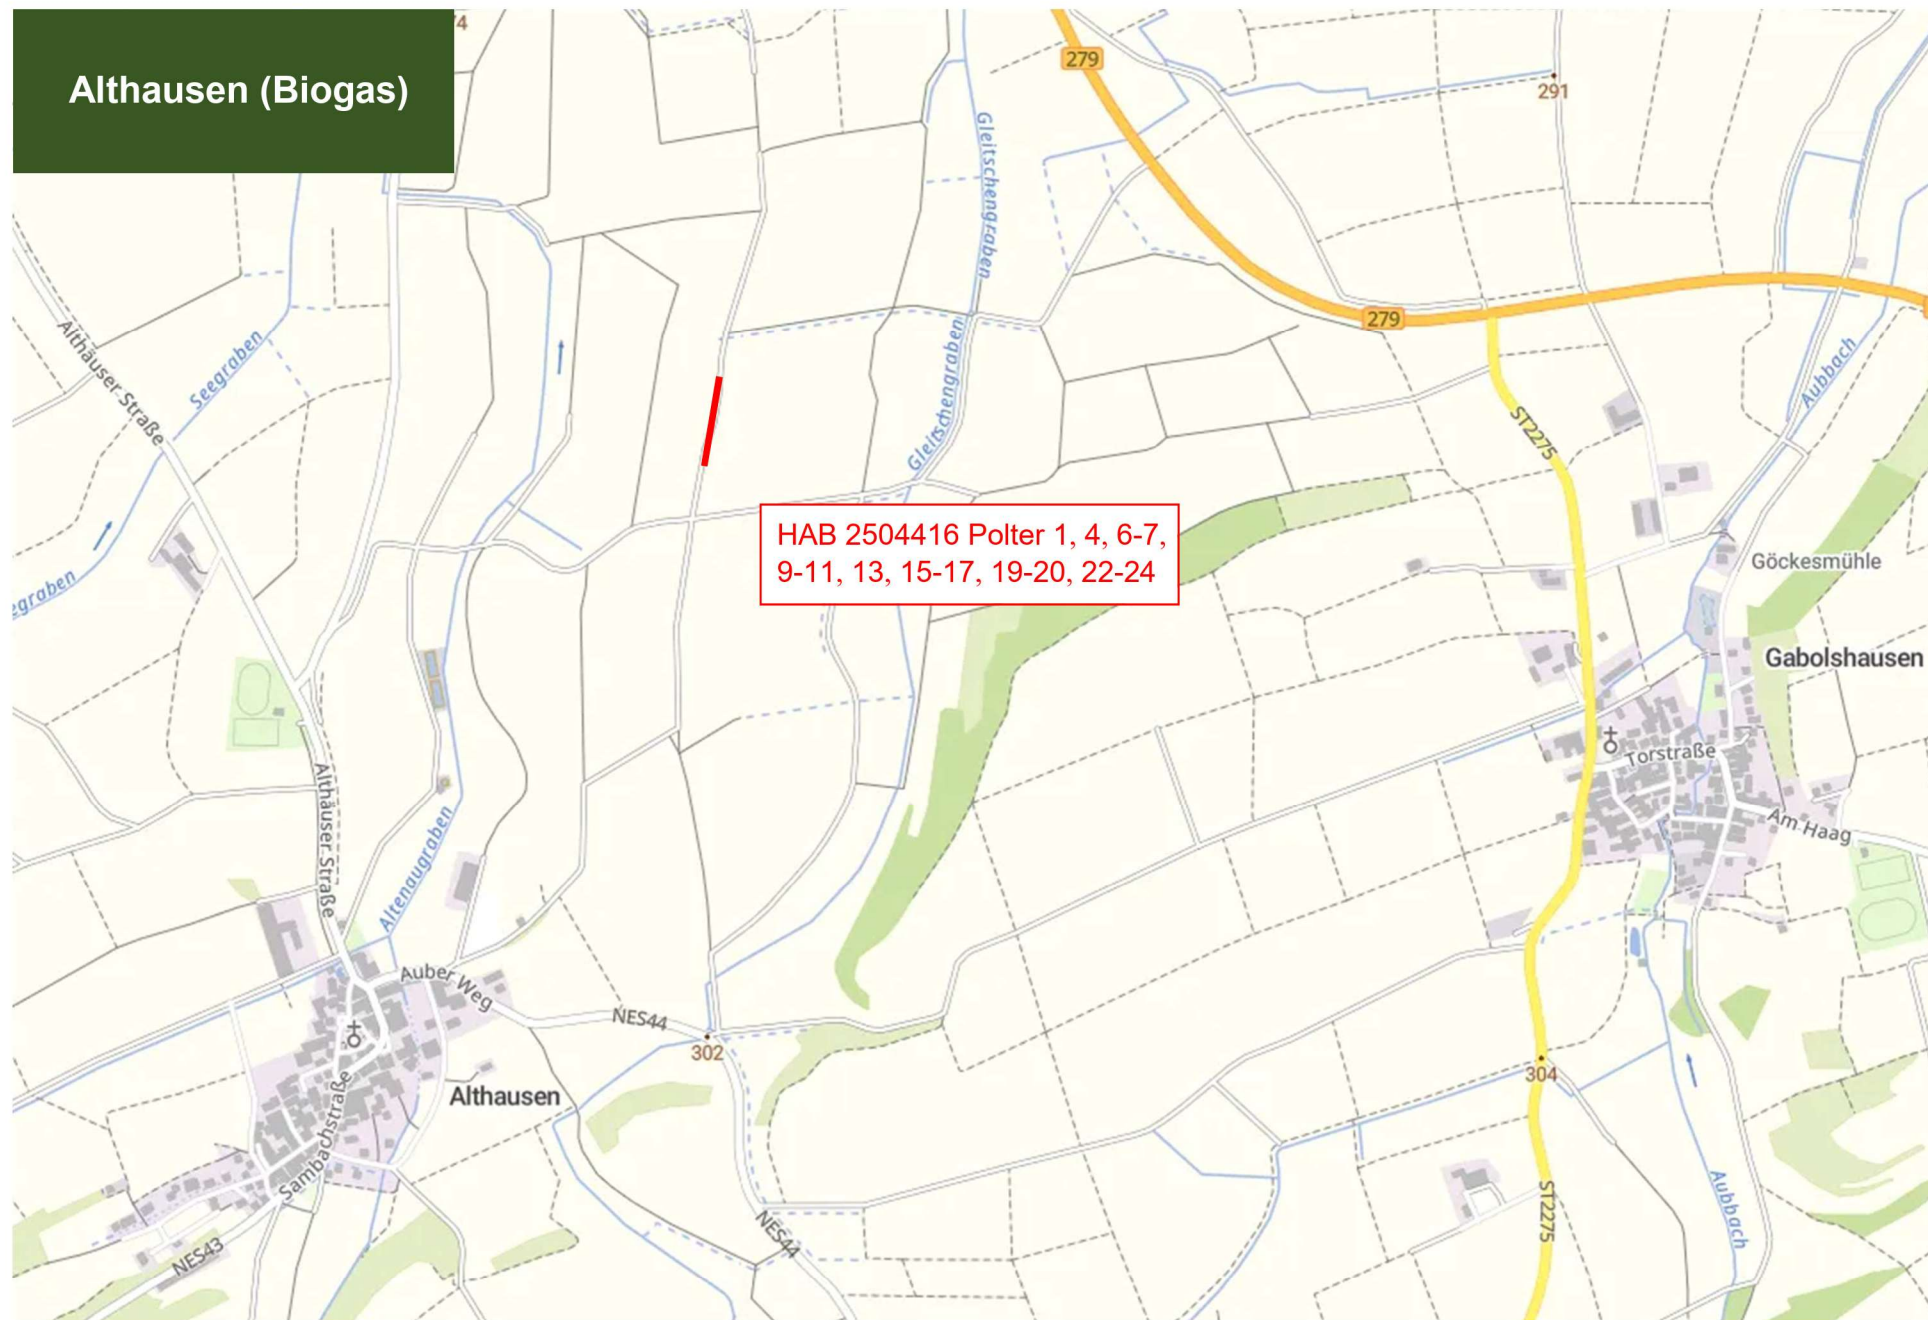 Althausen (Biogas)
279
291
Gleitschengraben
Althäuser Straße
Seegraben
279
Aubbach
Gleitschengraben
ST2275
HAB 2504416 Polter 1, 4, 6-7,
9-11, 13, 15-17, 19-20, 22-24
Göckesmühle
egraben
Gabolshausen
Torstraße
Althäuser Straße
Am Haag
Altenaugraben
Auber Weg
NES44
302
304
Althausen
Sambachstraße
Aubbach
ST2275
NES44
NES43